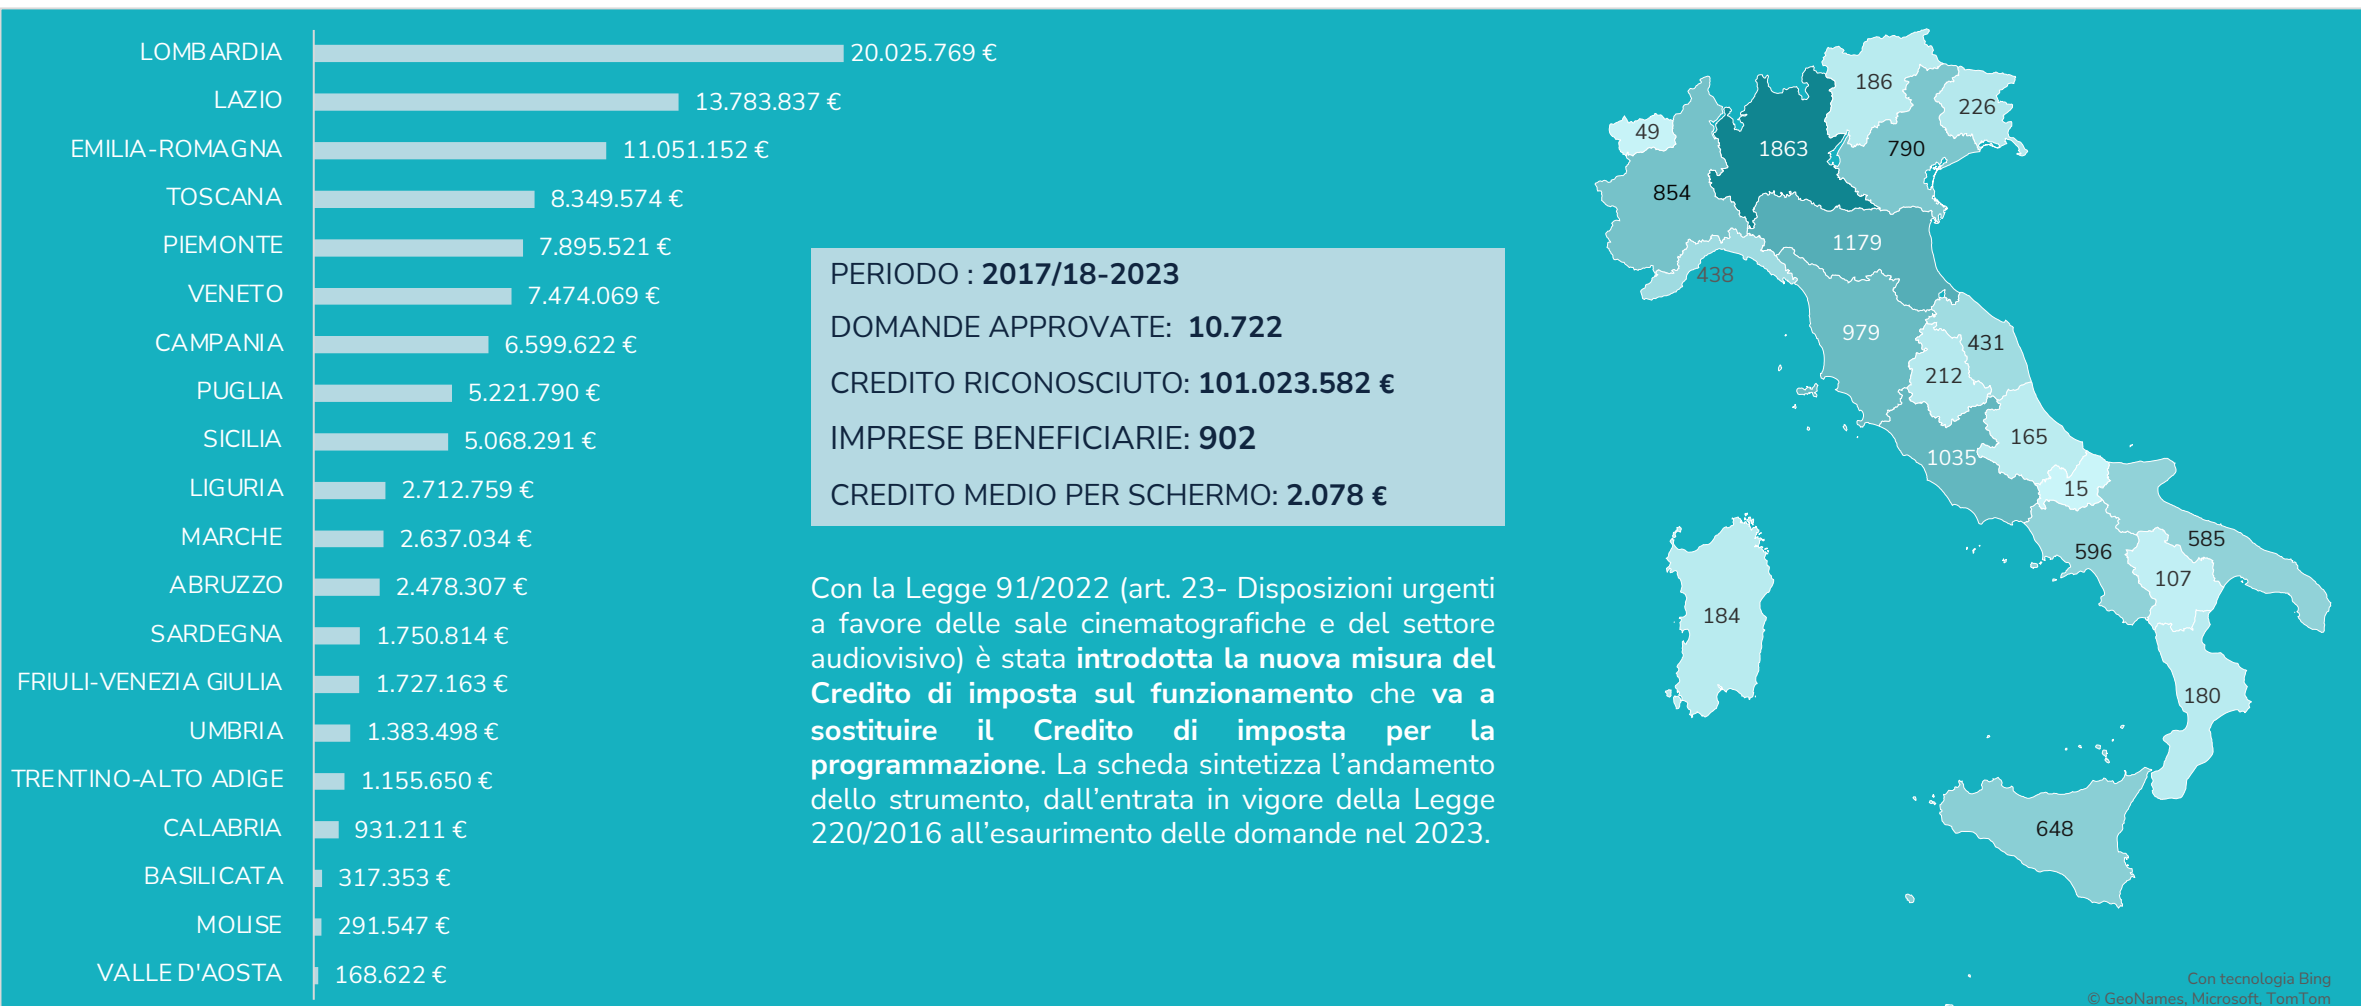 LOMBARDIA 20.025.769 €
LAZIO 13.783.837 €
EMILIA-ROMAGNA 11.051.152 €
TOSCANA 8.349.574 €
PIEMONTE 7.895.521 €
VENETO 7.474.069 €
CAMPANIA 6.599.622 €
PUGLIA 5.221.790 €
SICILIA 5.068.291 €
LIGURIA 2.712.759 €
MARCHE 2.637.034 €
ABRUZZO 2.478.307 €
SARDEGNA 1.750.814 €
FRIULI-VENEZIA GIULIA 1.727.163 €
UMBRIA 1.383.498 €
TRENTINO-ALTO ADIGE 1.155.650 €
CALABRIA 931.211 €
BASILICATA 317.353 €
MOLISE 291.547 €
VALLE D'AOSTA 168.622 €
PERIODO : 2017/18-2023
DOMANDE APPROVATE: 10.722
CREDITO RICONOSCIUTO: 101.023.582 €
IMPRESE BENEFICIARIE: 902
CREDITO MEDIO PER SCHERMO: 2.078 €
Con la Legge 91/2022 (art. 23- Disposizioni urgenti
a favore delle sale cinematografiche e del settore
audiovisivo) è stata introdotta la nuova misura del
Credito di imposta sul funzionamento che va a
sostituire il Credito di imposta per la
programmazione. La scheda sintetizza l’andamento
dello strumento, dall’entrata in vigore della Legge
220/2016 all’esaurimento delle domande nel 2023.
186
226
49
1863
790
854
1179
438
979
431
212
165
1035
15
585
596
107
184
180
648
Con tecnologia Bing
© GeoNames, Microsoft, TomTom